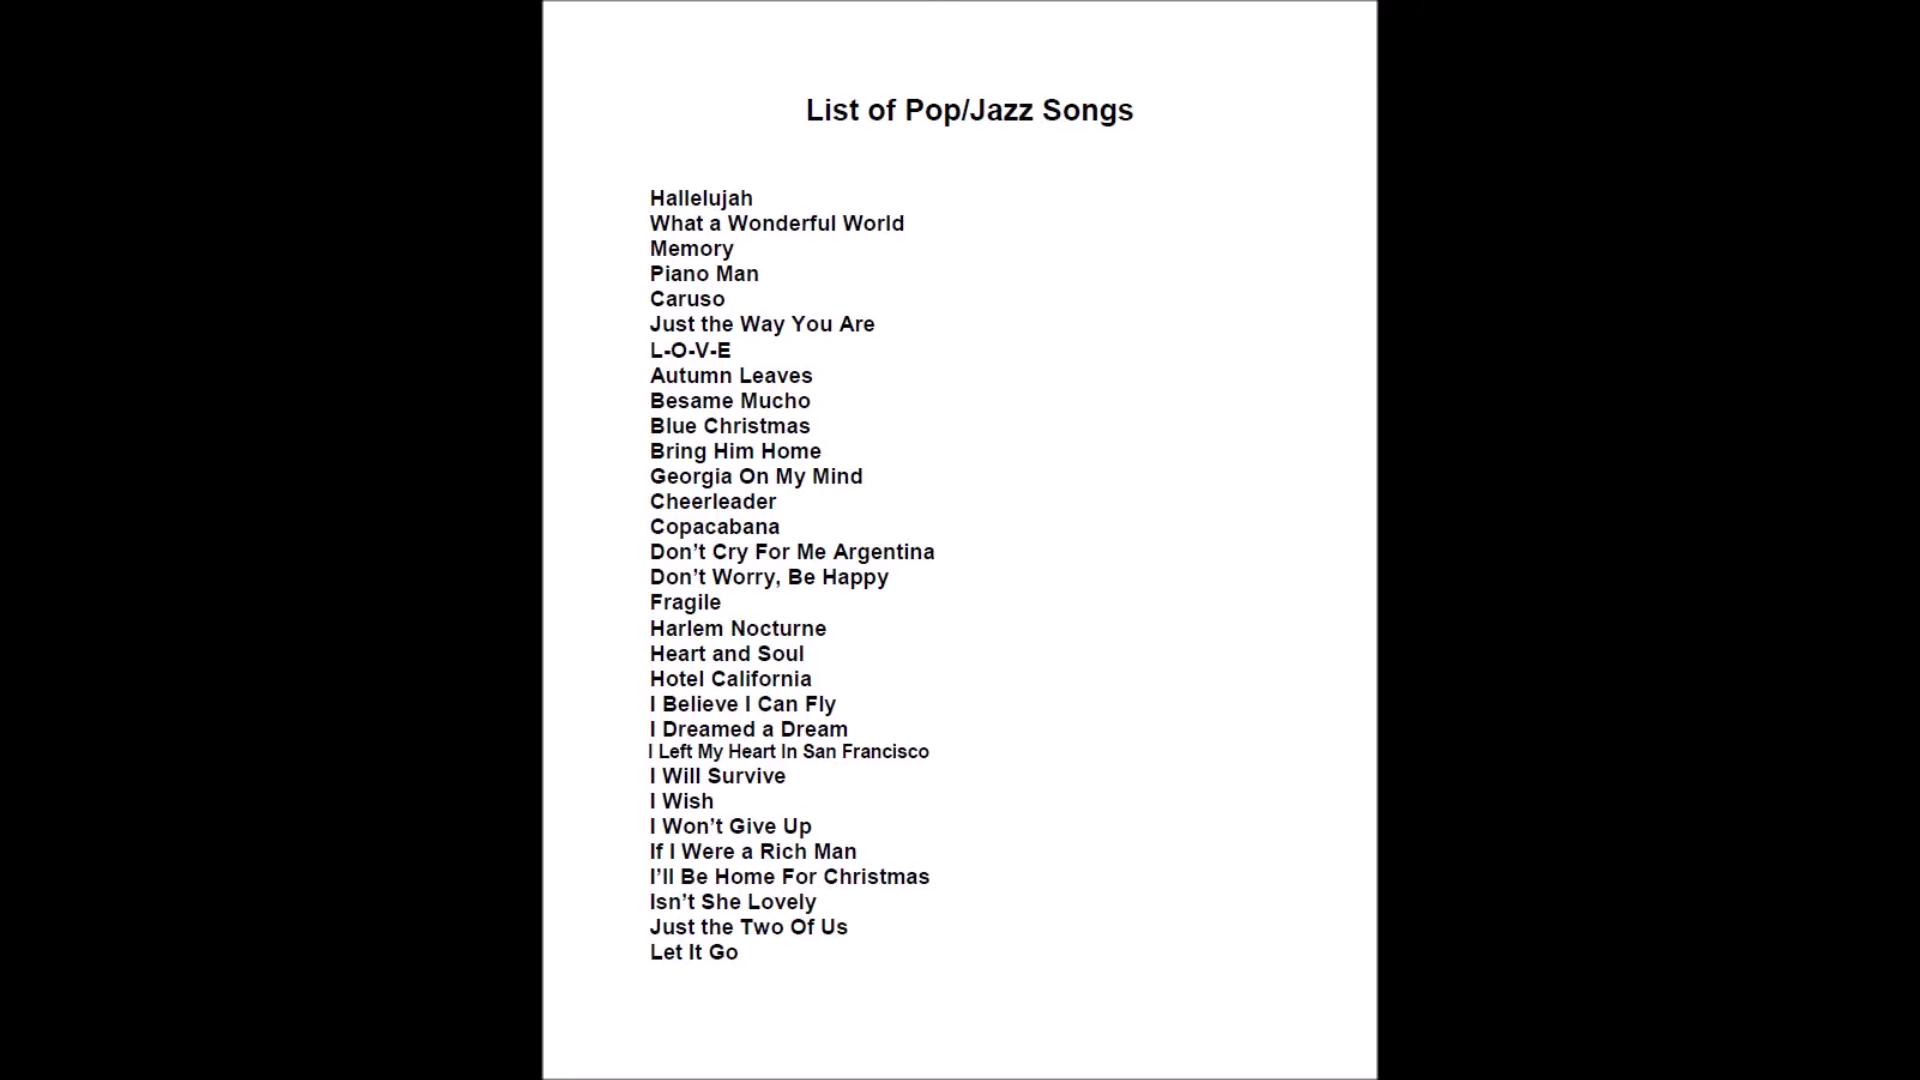 List of Pop/Jazz Songs
Hallelujah
What a Wonderful World
Memory
Piano Man
Caruso
Just the Way You Are
L-O-V-E
Autumn Leaves
Besame Mucho
Blue Christmas
Bring Him Home
Georgia On My Mind
Cheerleader
Copacabana
Don’t Cry For Me Argentina
Don’t Worry, Be Happy
Fragile
Harlem Nocturne
Heart and Soul
Hotel California
I Believe I Can Fly
I Dreamed a Dream
I Left My Heart In San Francisco
I Will Survive
I Wish
I Won’t Give Up
If I Were a Rich Man
I’ll Be Home For Christmas
Isn’t She Lovely
Just the Two Of Us
Let It Go